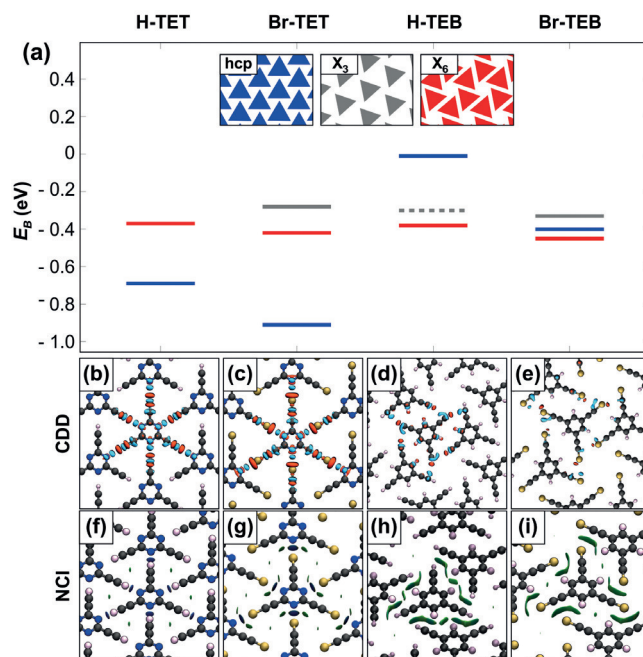 H-TET Br-TET H-TEB Br-TEB
(a)
hcp X₃ X₆
0.4
0.2
0
- 0.2
- 0.4
- 0.6
- 0.8
- 1.0
E_B (eV)
(b) (c) (d) (e)
CDD
(f) (g) (h) (i)
NCI